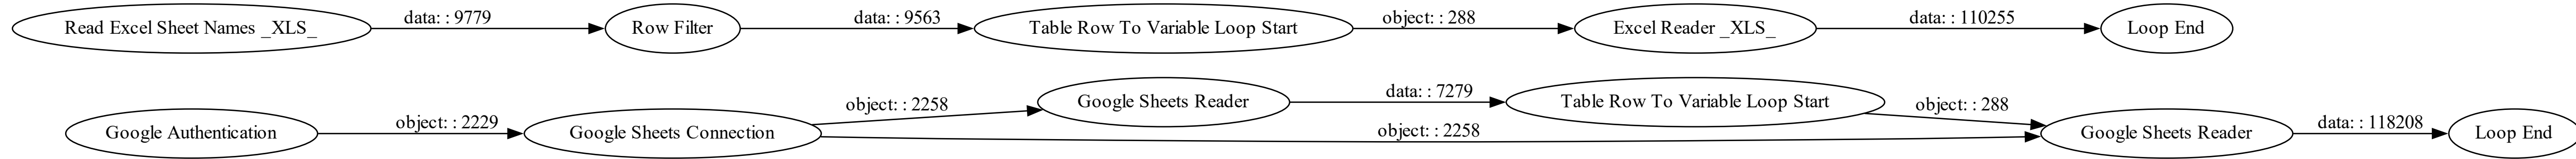 Read Excel Sheet Names _XLS_
data: : 9779
Row Filter
data: : 9563
Table Row To Variable Loop Start
object: : 288
Excel Reader _XLS_
data: : 110255
Loop End
Google Authentication
object: : 2229
Google Sheets Connection
object: : 2258
Google Sheets Reader
data: : 7279
Table Row To Variable Loop Start
object: : 288
object: : 2258
Google Sheets Reader
data: : 118208
Loop End